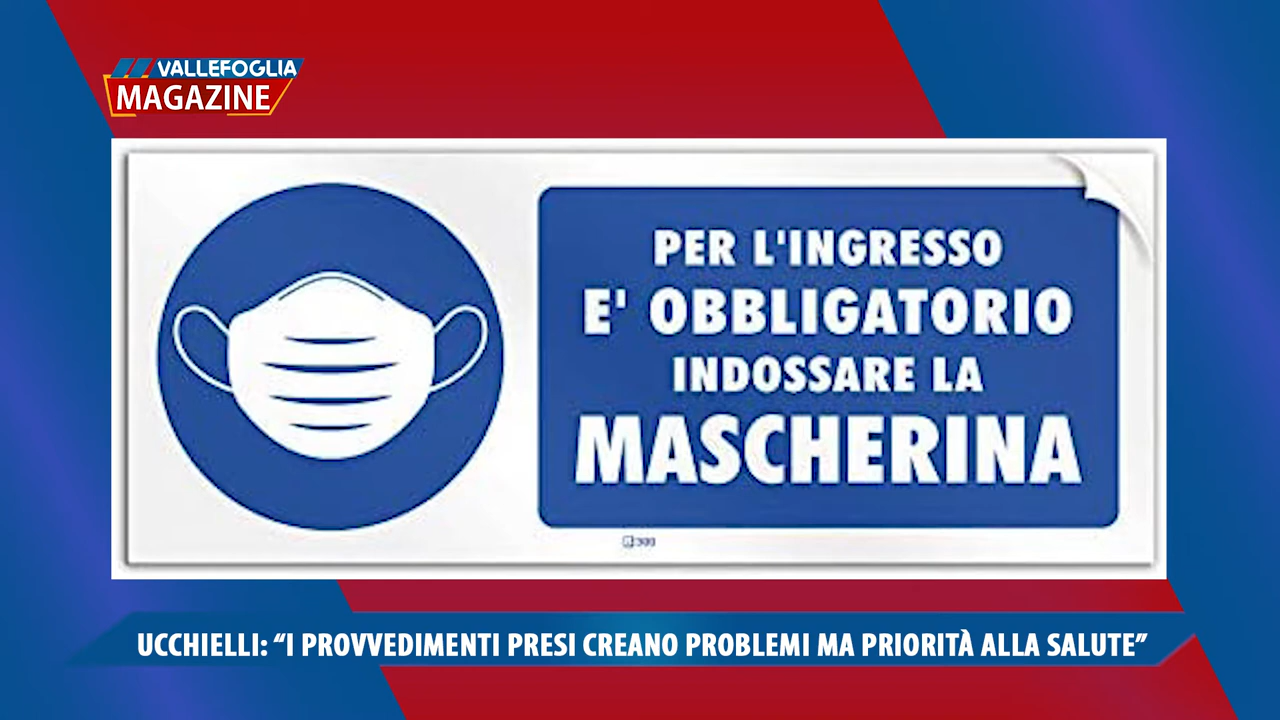 VALLEFOGLIA
MAGAZINE
PER L'INGRESSO
E' OBBLIGATORIO
INDOSSARE LA
MASCHERINA
UCCHIELLI: “I PROVVEDIMENTI PRESI CREANO PROBLEMI MA PRIORITÀ ALLA SALUTE”